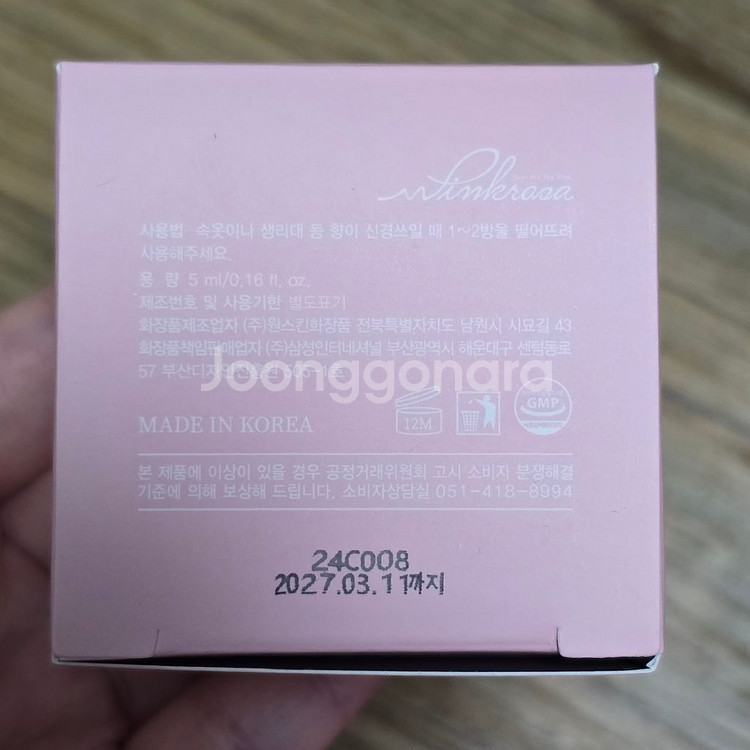 Winkrasa
사용법 속옷이나 생리대 등 향이 신경쓰일 때 1~2방울 떨어뜨려
사용해주세요.
용 량 5 ml/0.16 fl. oz.
제조번호 및 사용기한 별도표기
화장품제조업자 (주)원스킨화장품 전북특별자치도 남원시 시묘길 43
화장품책임판매업자 (주)삼성인터내셔널 부산광역시 해운대구 센텀동로
57
Joonggonara
MADE IN KOREA
12M
GMP
본 제품에 이상이 있을 경우 공정거래위원회 고시 소비자 분쟁해결
기준에 의해 보상해 드립니다. 소비자상담실 051-418-8994
24C008
2027.03.11까지